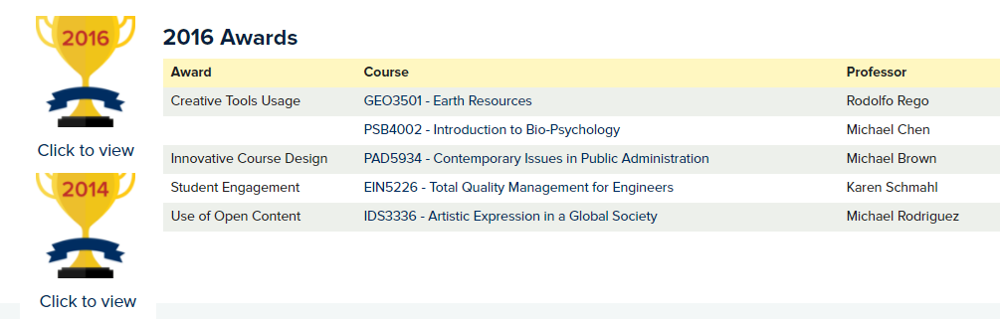 2016
Click to view
2014
Click to view
2016 Awards
Award Course Professor
Creative Tools Usage GEO3501 - Earth Resources Rodolfo Rego
PSB4002 - Introduction to Bio-Psychology Michael Chen
Innovative Course Design PAD5934 - Contemporary Issues in Public Administration Michael Brown
Student Engagement EIN5226 - Total Quality Management for Engineers Karen Schmahl
Use of Open Content IDS3336 - Artistic Expression in a Global Society Michael Rodriguez